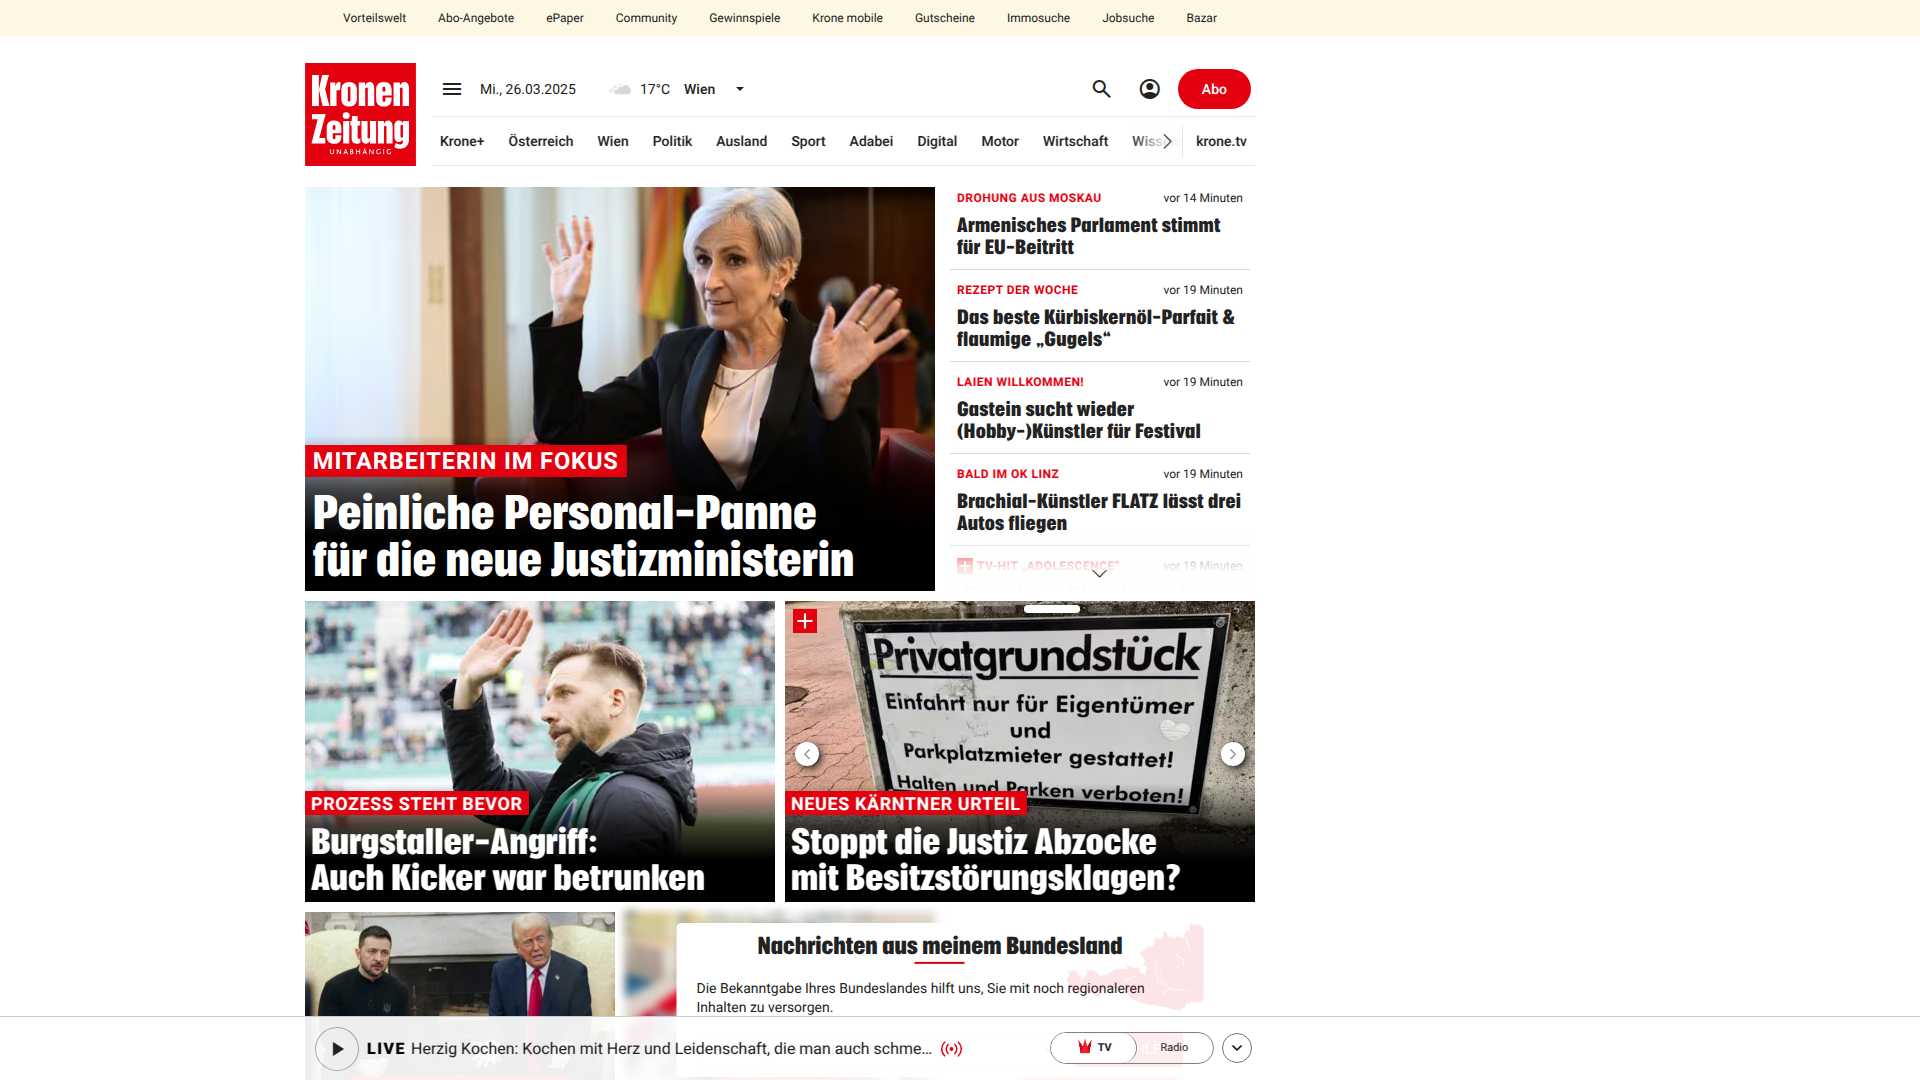 Vorteilswelt Abo-Angebote ePaper Community Gewinnspiele Krone mobile Gutscheine Immosuche Jobsuche Bazar
Kronen
Zeitung
UNABHÄNGIG
Mi., 26.03.2025 17°C Wien Abo
Krone+ Österreich Wien Politik Ausland Sport Adabei Digital Motor Wirtschaft Wiss krone.tv
MITARBEITERIN IM FOKUS
Peinliche Personal-Panne
für die neue Justizministerin
DROHUNG AUS MOSKAU vor 14 Minuten
Armenisches Parlament stimmt
für EU-Beitritt
REZEPT DER WOCHE vor 19 Minuten
Das beste Kürbiskernöl-Parfait &
flaumige „Gugels“
LAIEN WILLKOMMEN! vor 19 Minuten
Gastein sucht wieder
(Hobby-)Künstler für Festival
BALD IM OK LINZ vor 19 Minuten
Brachial-Künstler FLATZ lässt drei
Autos fliegen
TV-HIT „ADOLESCENCE“ vor 19 Minuten
PROZESS STEHT BEVOR
Burgstaller-Angriff:
Auch Kicker war betrunken
Privatgrundstück
Einfahrt nur für Eigentümer
und
Parkplatzmieter gestattet!
Halten und Parken verboten!
NEUES KÄRNTNER URTEIL
Stoppt die Justiz Abzocke
mit Besitzstörungsklagen?
Nachrichten aus meinem Bundesland
Die Bekanntgabe Ihres Bundeslandes hilft uns, Sie mit noch regionaleren
Inhalten zu versorgen.
LIVE Herzig Kochen: Kochen mit Herz und Leidenschaft, die man auch schme... TV Radio